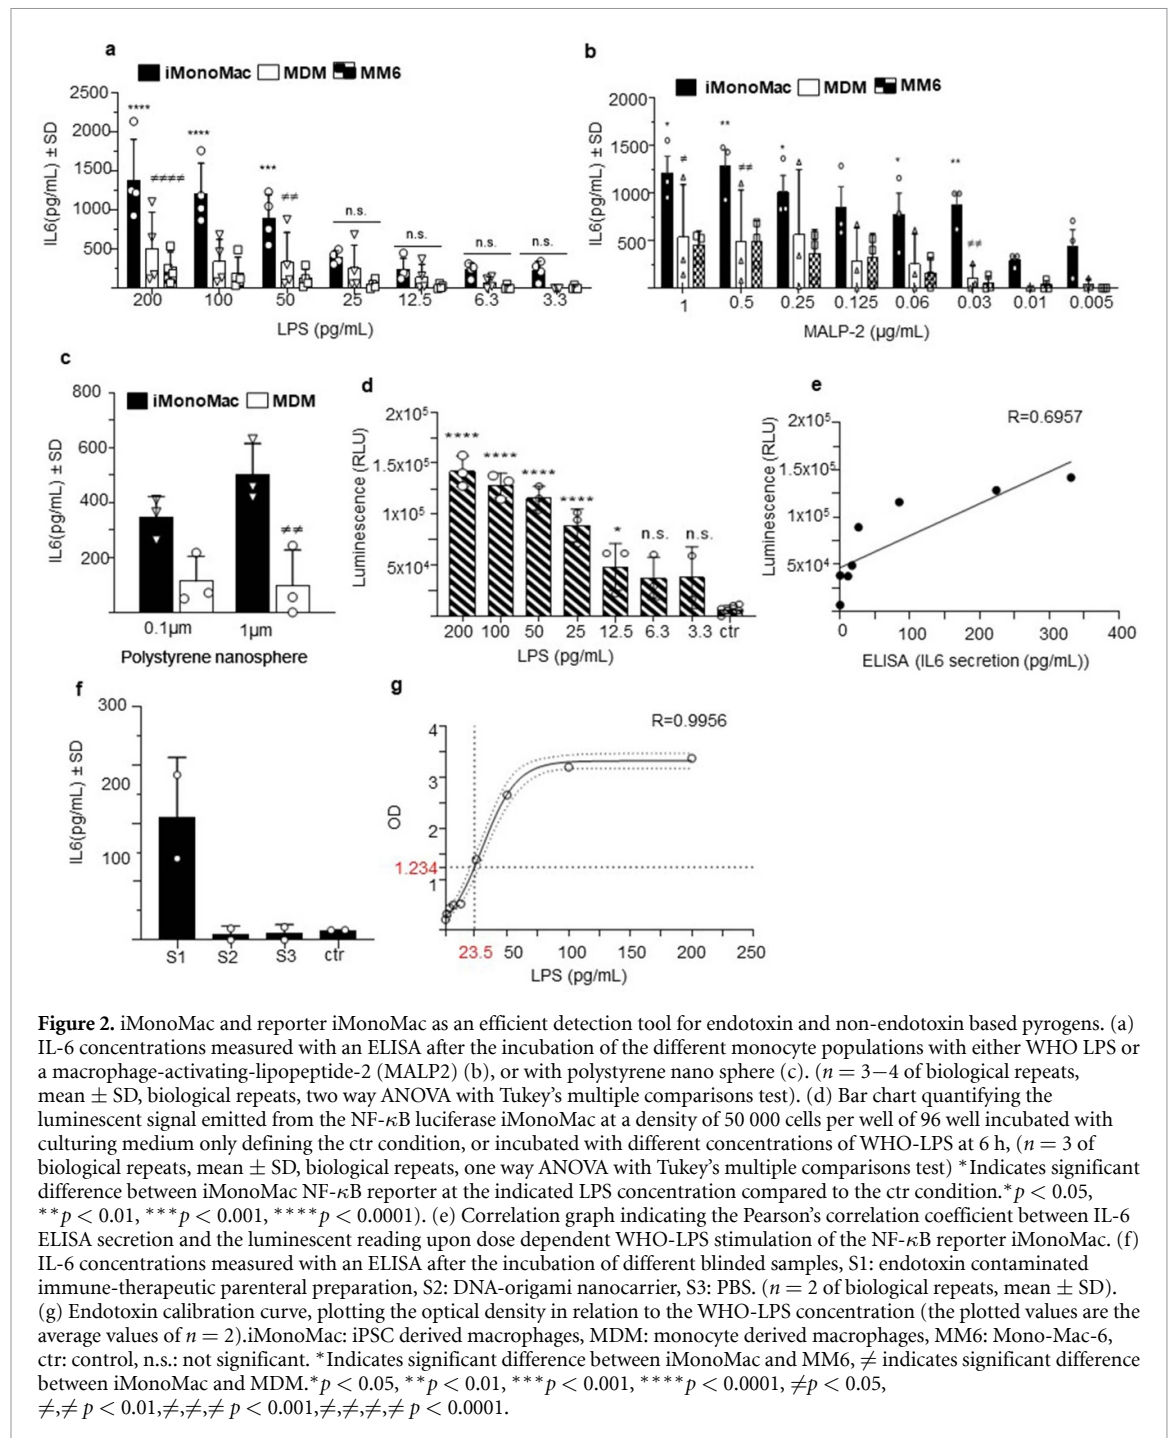 a
iMonoMac MDM MM6
IL6(pg/mL) ± SD
2500
2000
1500
1000
500
****
≠≠≠≠
****
***
≠≠
n.s.
n.s.
n.s.
n.s.
200 100 50 25 12.5 6.3 3.3
LPS (pg/mL)
b
iMonoMac MDM MM6
IL6(pg/mL) ± SD
2000
1500
1000
500
*
≠
**
≠≠
*
*
**
≠≠
1 0.5 0.25 0.125 0.06 0.03 0.01 0.005
MALP-2 (µg/mL)
c
iMonoMac MDM
IL6(pg/mL) ± SD
800
600
400
200
≠≠
0.1µm 1µm
Polystyrene nanosphere
d
Luminescence (RLU)
2x10⁵
1.5x10⁵
1x10⁵
5x10⁴
****
****
****
****
*
n.s.
n.s.
200 100 50 25 12.5 6.3 3.3 ctr
LPS (pg/mL)
e
R=0.6957
Luminescence (RLU)
2x10⁵
1.5x10⁵
1x10⁵
5x10⁴
0 100 200 300 400
ELISA (IL6 secretion (pg/mL))
f
IL6(pg/mL) ± SD
300
200
100
S1 S2 S3 ctr
g
R=0.9956
OD
4
3
2
1.234
1
23.5 50 100 150 200 250
LPS (pg/mL)
Figure 2. iMonoMac and reporter iMonoMac as an efficient detection tool for endotoxin and non-endotoxin based pyrogens. (a)
IL-6 concentrations measured with an ELISA after the incubation of the different monocyte populations with either WHO LPS or
a macrophage-activating-lipopeptide-2 (MALP2) (b), or with polystyrene nano sphere (c). (n = 3−4 of biological repeats,
mean ± SD, biological repeats, two way ANOVA with Tukey's multiple comparisons test). (d) Bar chart quantifying the
luminescent signal emitted from the NF-κB luciferase iMonoMac at a density of 50 000 cells per well of 96 well incubated with
culturing medium only defining the ctr condition, or incubated with different concentrations of WHO-LPS at 6 h, (n = 3 of
biological repeats, mean ± SD, biological repeats, one way ANOVA with Tukey's multiple comparisons test) *Indicates significant
difference between iMonoMac NF-κB reporter at the indicated LPS concentration compared to the ctr condition.*p < 0.05,
**p < 0.01, ***p < 0.001, ****p < 0.0001). (e) Correlation graph indicating the Pearson's correlation coefficient between IL-6
ELISA secretion and the luminescent reading upon dose dependent WHO-LPS stimulation of the NF-κB reporter iMonoMac. (f)
IL-6 concentrations measured with an ELISA after the incubation of different blinded samples, S1: endotoxin contaminated
immune-therapeutic parenteral preparation, S2: DNA-origami nanocarrier, S3: PBS. (n = 2 of biological repeats, mean ± SD).
(g) Endotoxin calibration curve, plotting the optical density in relation to the WHO-LPS concentration (the plotted values are the
average values of n = 2).iMonoMac: iPSC derived macrophages, MDM: monocyte derived macrophages, MM6: Mono-Mac-6,
ctr: control, n.s.: not significant. *Indicates significant difference between iMonoMac and MM6, ≠ indicates significant difference
between iMonoMac and MDM.*p < 0.05, **p < 0.01, ***p < 0.001, ****p < 0.0001, ≠p < 0.05,
≠,≠ p < 0.01,≠,≠,≠ p < 0.001,≠,≠,≠,≠ p < 0.0001.